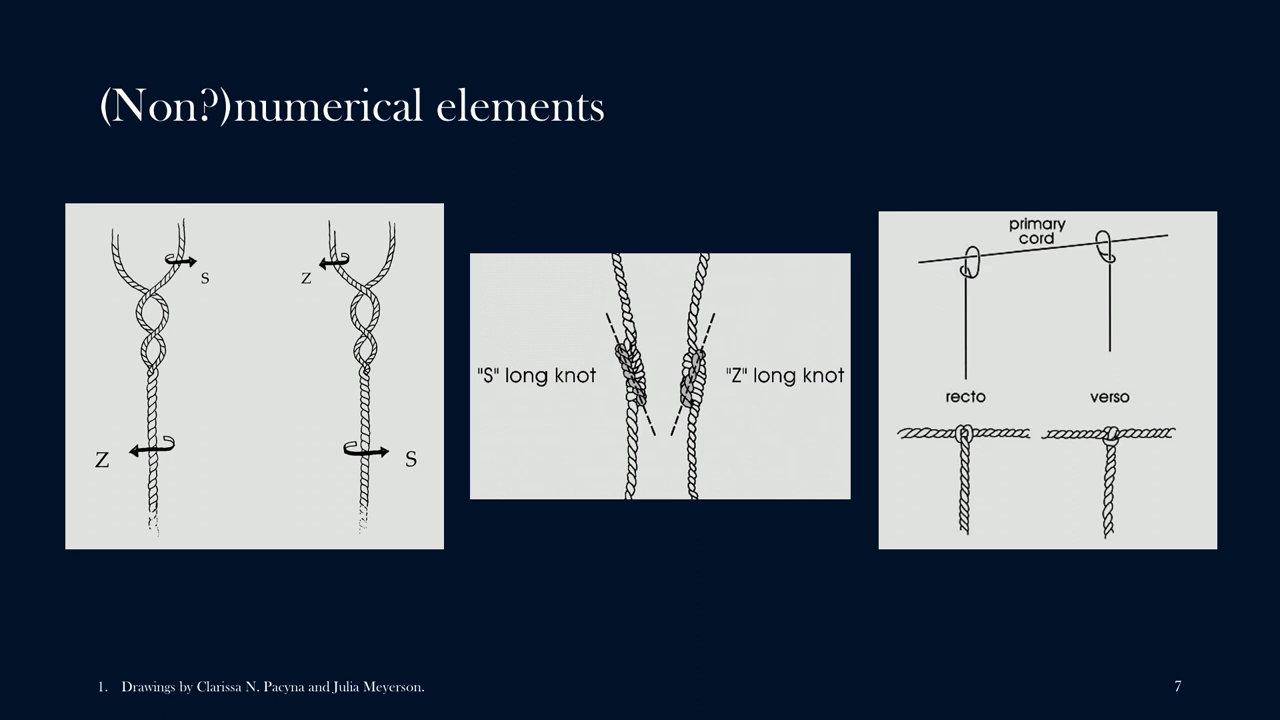 (Non?)numerical elements
S
Z
Z
S
"S" long knot
"Z" long knot
primary
cord
recto
verso
1. Drawings by Clarissa N. Pacyna and Julia Meyerson.
7